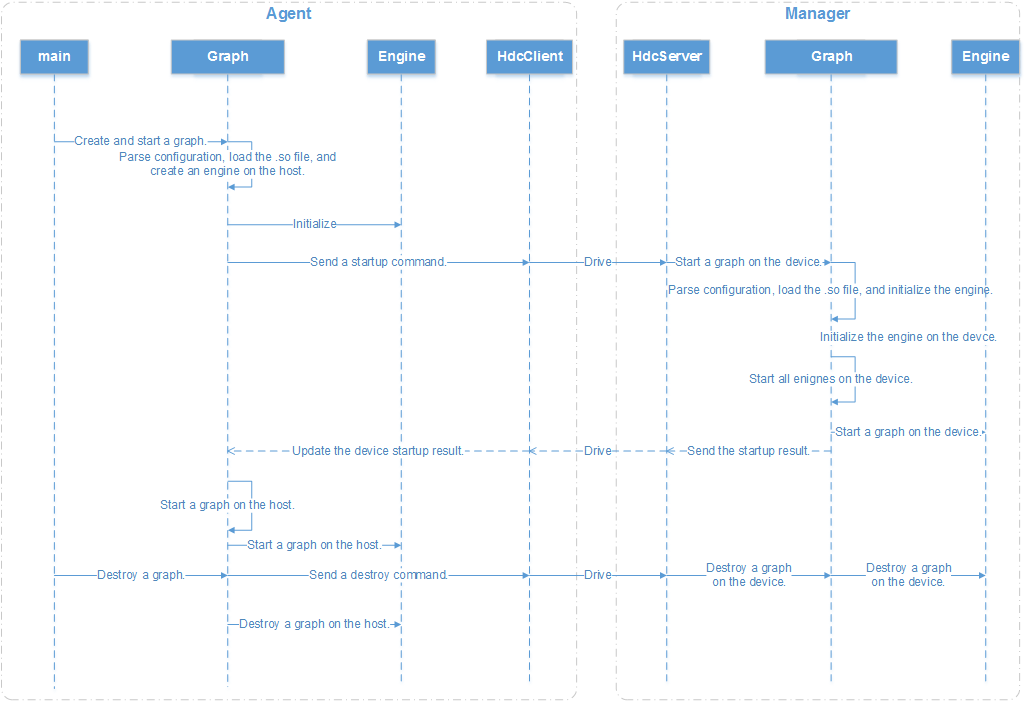 Agent
Manager
main
Graph
Engine
HdcClient
HdcServer
Graph
Engine
Create and start a graph.
Parse configuration, load the .so file, and
create an engine on the host.
Initialize
Send a startup command.
Drive
Start a graph on the device.
Parse configuration, load the .so file, and initialize the engine.
Initialize the engine on the devce.
Start all enignes on the device.
Start a graph on the device.
Update the device startup result.
Drive
Send the startup result.
Start a graph on the host.
Start a graph on the host.
Destroy a graph.
Send a destroy command.
Drive
Destroy a graph
on the device.
Destroy a graph
on the device.
Destroy a graph on the host.